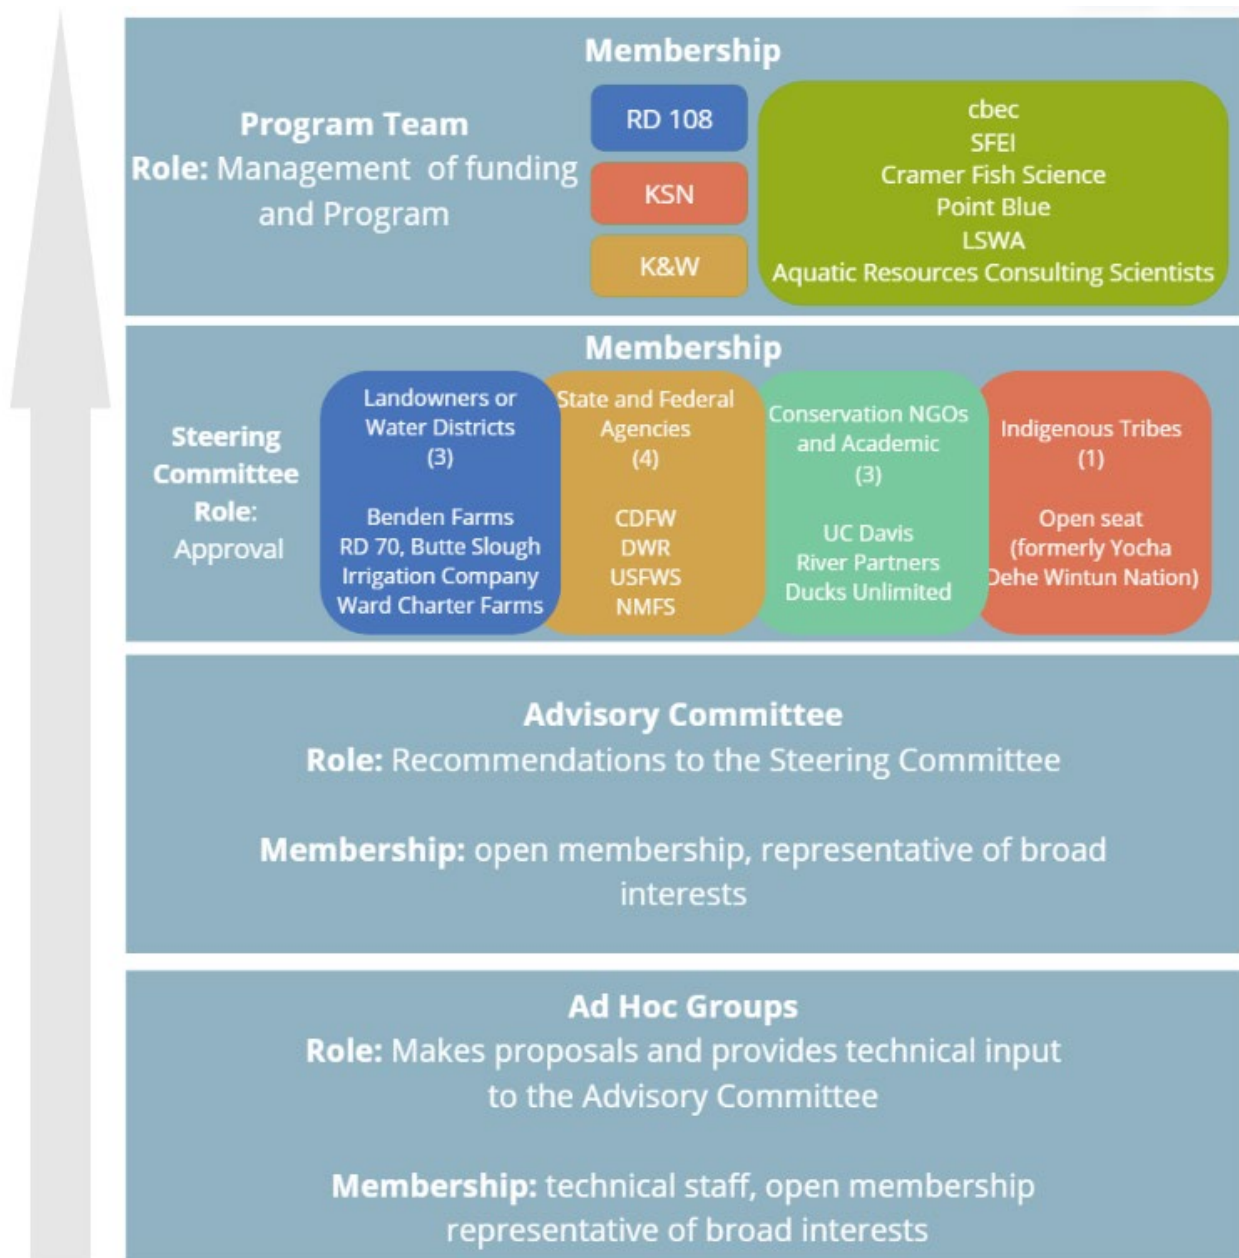 Membership
Program Team
Role: Management of funding
and Program
RD 108
KSN
K&W
cbec
SFEI
Cramer Fish Science
Point Blue
LSWA
Aquatic Resources Consulting Scientists
Membership
Steering
Committee
Role:
Approval
Landowners or
Water Districts
(3)
Benden Farms
RD 70, Butte Slough
Irrigation Company
Ward Charter Farms
State and Federal
Agencies
(4)
CDFW
DWR
USFWS
NMFS
Conservation NGOs
and Academic
(3)
UC Davis
River Partners
Ducks Unlimited
Indigenous Tribes
(1)
Open seat
(formerly Yocha
Dehe Wintun Nation)
Advisory Committee
Role: Recommendations to the Steering Committee
Membership: open membership, representative of broad
interests
Ad Hoc Groups
Role: Makes proposals and provides technical input
to the Advisory Committee
Membership: technical staff, open membership
representative of broad interests